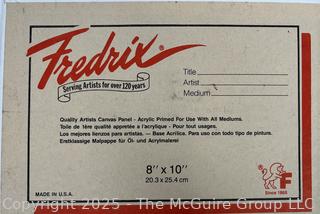 Fredrix®
Serving Artists for over 120 years
Title
Artist
Medium
Quality Artists Canvas Panel - Acrylic Primed For Use With All Mediums.
Toile de 1ère qualité appretée a l'acrylique - Pour tout usages.
Los mejores lienzos para artistas. — Base Acrílica. Para uso con todo tipo de pintura.
Erstklassige Malpappe für Öl- und Acrylmalerei
8" x 10"
20.3 x 25.4 cm
F
Since 1868
MADE IN U.S.A.
Copyright 2025 - The McGuire Group, LLC